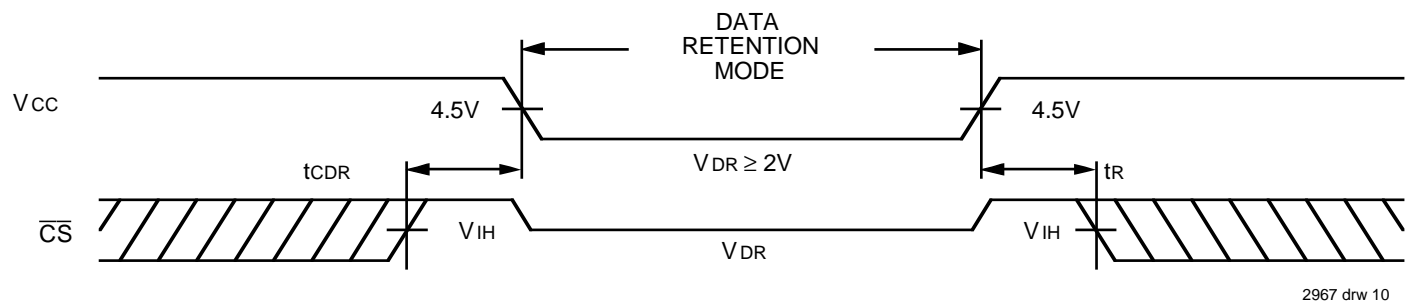 DATA
RETENTION
MODE
VCC
4.5V
4.5V
VDR ≥ 2V
tCDR
tR
CS
VIH
VDR
VIH
2967 drw 10